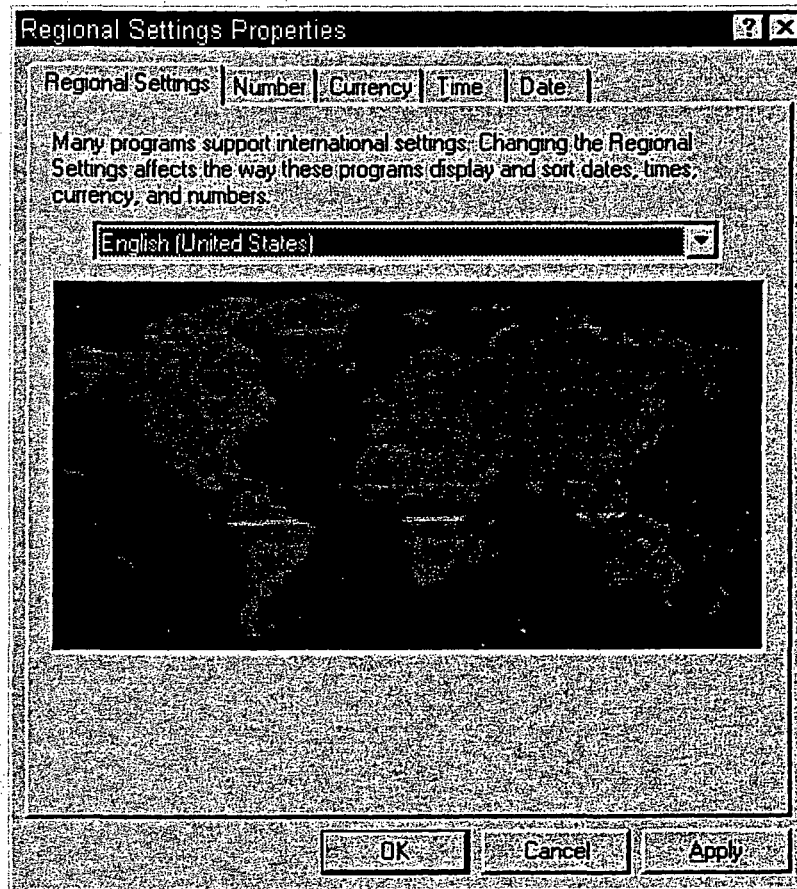 Regional Settings Properties
Regional Settings Number Currency Time Date
Many programs support international settings. Changing the Regional
Settings affects the way these programs display and sort dates, times,
currency, and numbers.
English (United States)
OK Cancel Apply